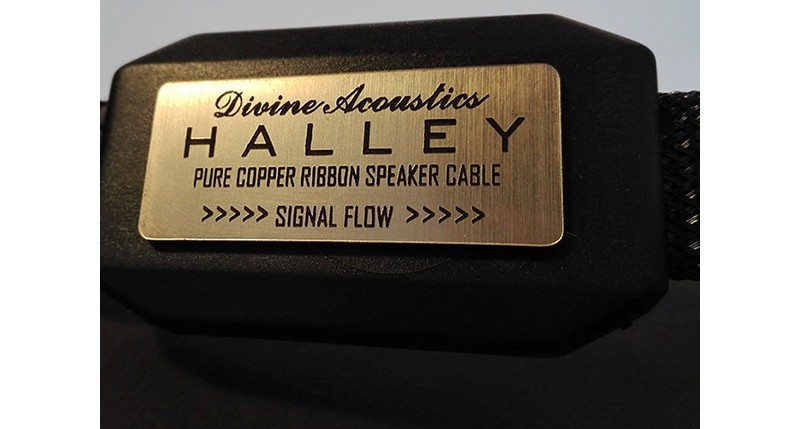 Divine Acoustics
HALLEY
PURE COPPER RIBBON SPEAKER CABLE
>>>>> SIGNAL FLOW >>>>>